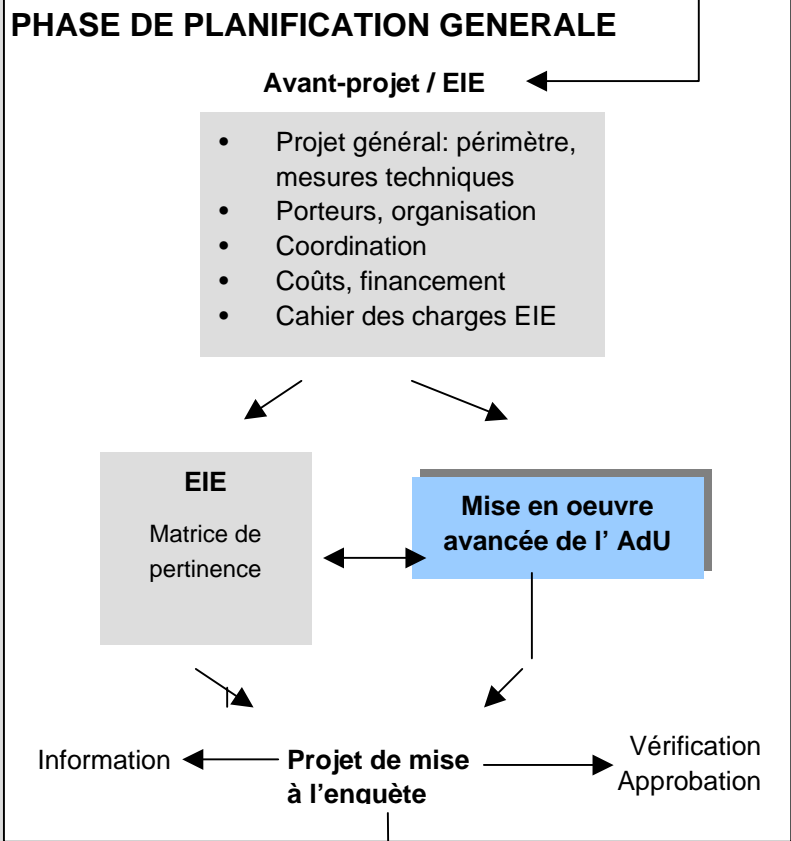 PHASE DE PLANIFICATION GENERALE
Avant-projet / EIE
• Projet général: périmètre,
mesures techniques
• Porteurs, organisation
• Coordination
• Coûts, financement
• Cahier des charges EIE
EIE
Matrice de
pertinence
Mise en oeuvre
avancée de l' AdU
Information
Projet de mise
à l'enquète
Vérification
Approbation